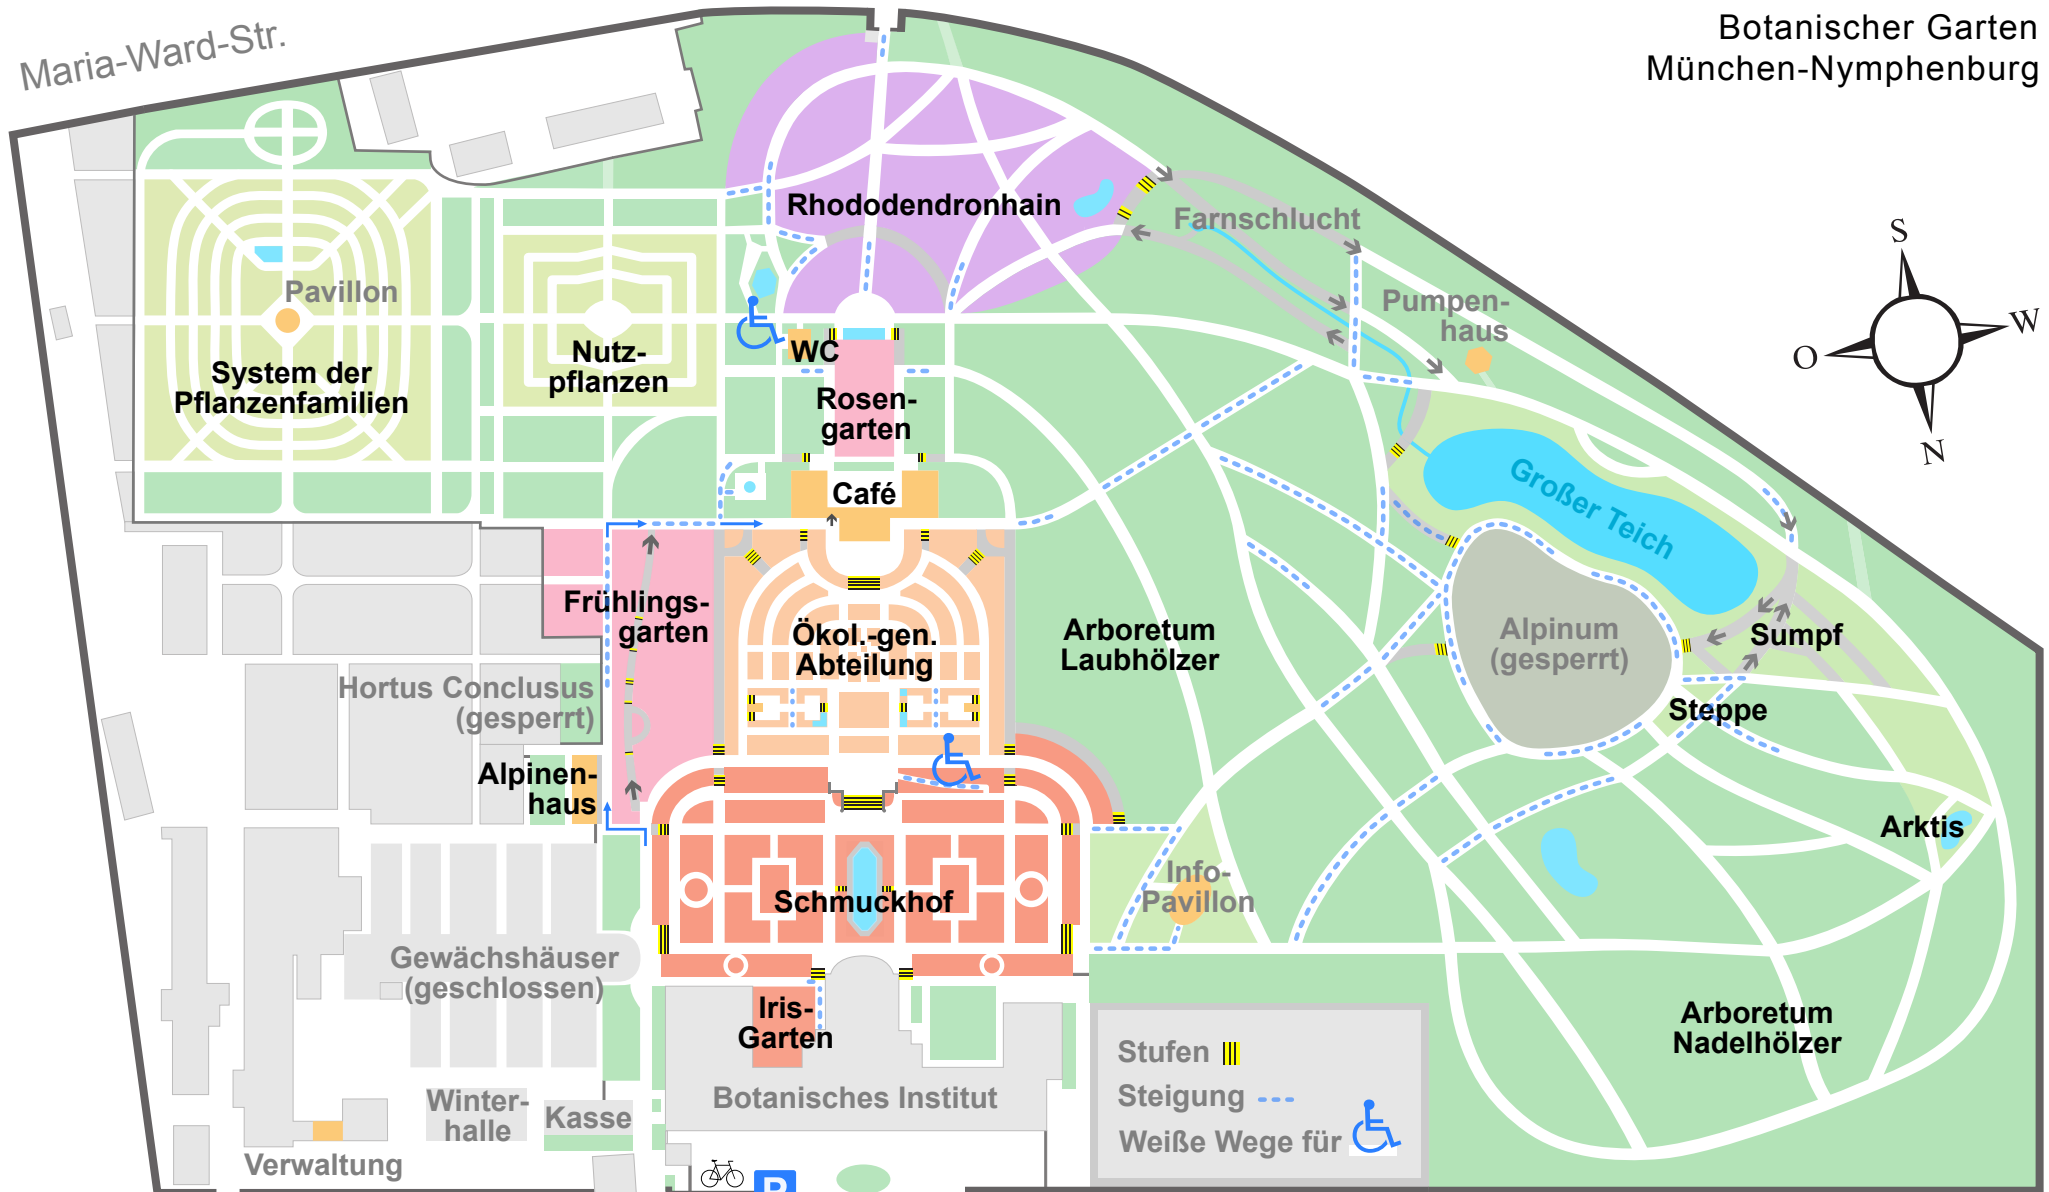 Botanischer Garten
München-Nymphenburg
Maria-Ward-Str.
Rhododendronhain
Farnschlucht
S
W
O
N
Pavillon
Pumpen-
haus
System der
Pflanzenfamilien
Nutz-
pflanzen
WC
Rosen-
garten
Café
Großer Teich
Frühlings-
garten
Ökol.-gen.
Abteilung
Arboretum
Laubhölzer
Alpinum
(gesperrt)
Sumpf
Hortus Conclusus
(gesperrt)
Steppe
Alpinen-
haus
Arktis
Info-
Pavillon
Schmuckhof
Gewächshäuser
(geschlossen)
Iris-
Garten
Arboretum
Nadelhölzer
Stufen
Steigung
Weiße Wege für
Botanisches Institut
Winter-
halle
Kasse
Verwaltung
P